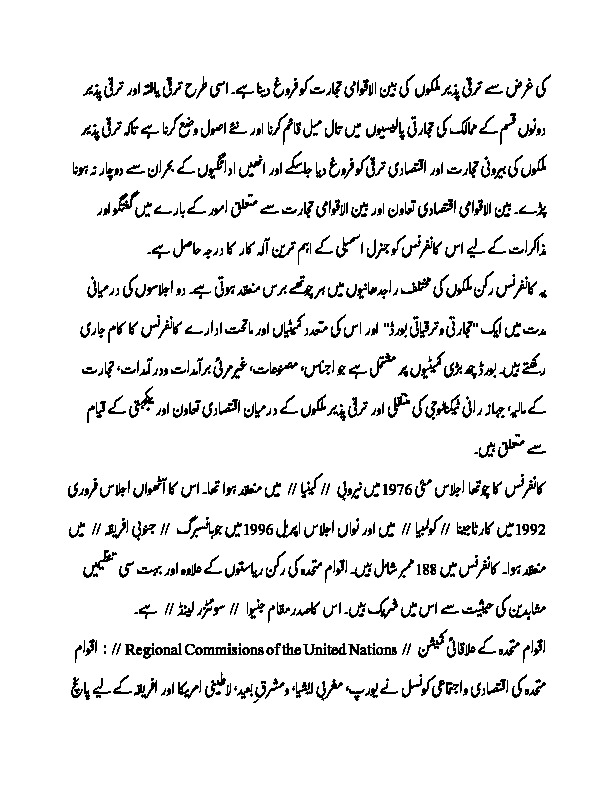 کی غرض سے ترقی پذیر ملکوں کی بین الاقوامی تجارت کو فروغ دینا ہے۔ اسی طرح ترقی یافتہ اور ترقی پذیر
دونوں قسم کے ممالک کی تجارتی پالیسیوں میں تال میل قائم کرنا اور نئے اصول وضع کرنا ہے تاکہ ترقی پذیر
ملکوں کی بیرونی تجارت اور اقتصادی ترقی کو فروغ دیا جاسکے اور انھیں ادائگیوں کے بحران سے دوچار نہ ہونا
پڑے۔ بین الاقوامی اقتصادی تعاون اور بین الاقوامی تجارت سے متعلق امور کے بارے میں گفتگو اور
مذاکرات کے لیے اس کانفرنس کو جنرل اسمبلی کے اہم ترین آلہ کار کا درجہ حاصل ہے۔
یہ کانفرنس رکن ملکوں کی مختلف راجدھانیوں میں ہر چوتھے برس منعقد ہوتی ہے۔ دو اجلاسوں کی درمیانی
مدت میں ایک "تجارتی و ترقیاتی بورڈ" اور اس کی متعدد کمیٹیاں اور ماتحت ادارے کانفرنس کا کام جاری
رکھتے ہیں۔ بورڈ چھ بڑی کمیٹیوں پر مشتمل ہے جو اجناس، مصنوعات، غیر مرئی برآمدات و درآمدات، تجارت
کے مالیہ، جہاز رانی ٹیکنالوجی کی منتقلی اور ترقی پذیر ملکوں کے درمیان اقتصادی تعاون اور یکجہتی کے قیام
سے متعلق ہیں۔
کانفرنس کا چوتھا اجلاس مئی 1976 میں نیروبی // کینیا // میں منعقد ہوا تھا۔ اس کا آٹھواں اجلاس فروری
1992 میں کارتاجینا // کولمبیا // میں اور نواں اجلاس اپریل 1996 میں جوہانسبرگ // جنوبی افریقہ // میں
منعقد ہوا۔ کانفرنس میں 188 ممبر شامل ہیں۔ اقوام متحدہ کی رکن ریاستوں کے علاوہ اور بہت سی تنظیمیں
مشاہدین کی حیثیت سے اس میں شریک ہیں۔ اس کا صدر مقام جنیوا // سوئٹزر لینڈ // ہے۔
اقوام متحدہ کے علاقائی کمیشن // Regional Commisions of the United Nations // : اقوام
متحدہ کی اقتصادی و اجتماعی کونسل نے یورپ، مغربی ایشیا، و مشرقِ بعید، لاطینی امریکا اور افریقہ کے لیے پانچ